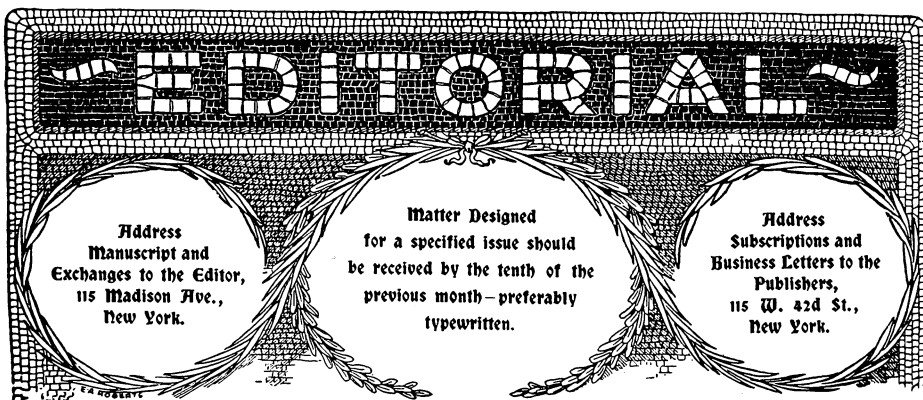 EDITORIAL
Address
Manuscript and
Exchanges to the Editor,
115 Madison Ave.,
New York.
Matter Designed
for a specified issue should
be received by the tenth of the
previous month—preferably
typewritten.
Address
Subscriptions and
Business Letters to the
Publishers,
115 W. 42d St.,
New York.
E.A. ROBERTS